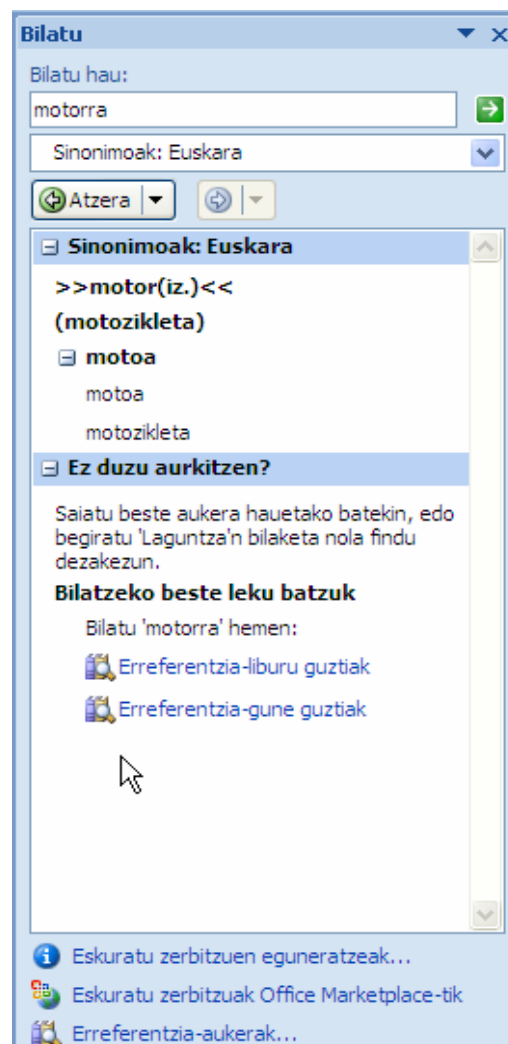 Bilatu
Bilatu hau:
motorra
Sinonimoak: Euskara
Atzera
Sinonimoak: Euskara
>>motor(iz.)<<
(motozikleta)
motoa
motoa
motozikleta
Ez duzu aurkitzen?
Saiatu beste aukera hauetako batekin, edo
begiratu 'Laguntza'n bilaketa nola findu
dezakezun.
Bilatzeko beste leku batzuk
Bilatu 'motorra' hemen:
Erreferentzia-liburu guztiak
Erreferentzia-gune guztiak
Eskuratu zerbitzuen eguneratzeak...
Eskuratu zerbitzuak Office Marketplace-tik
Erreferentzia-aukerak...